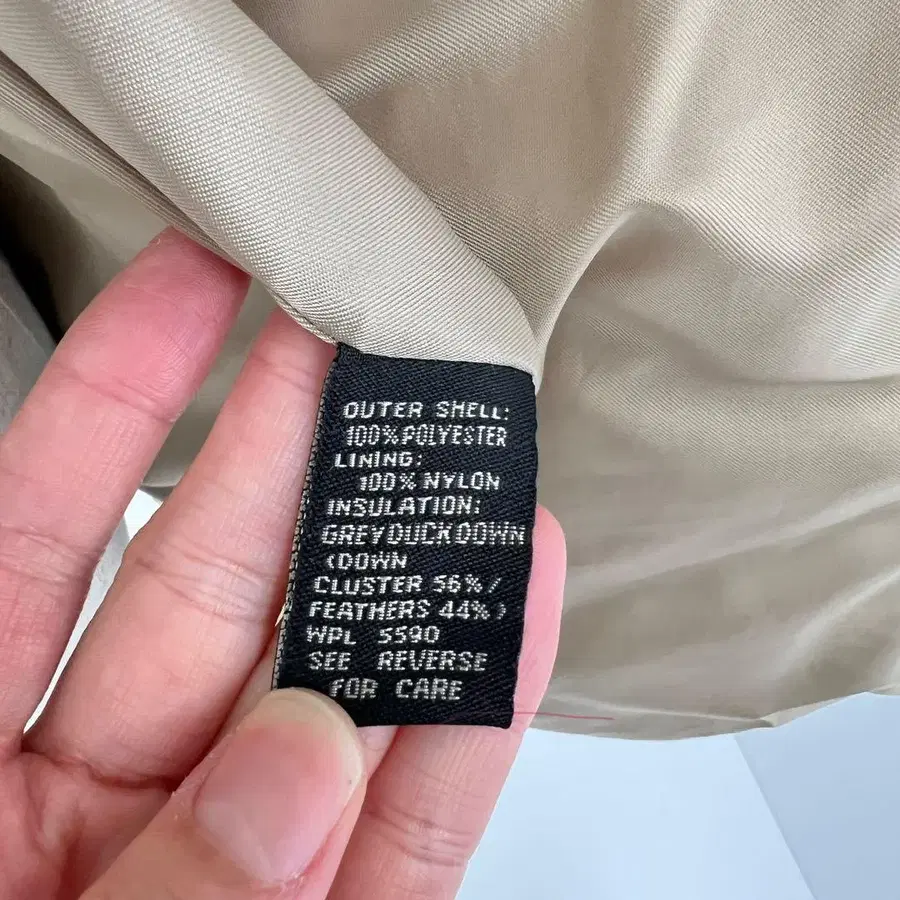 OUTER SHELL:
100% POLYESTER
LINING:
100% NYLON
INSULATION:
GREY DUCK DOWN
(DOWN
CLUSTER 56%/
FEATHERS 44%)
WPL 5590
SEE REVERSE
FOR CARE